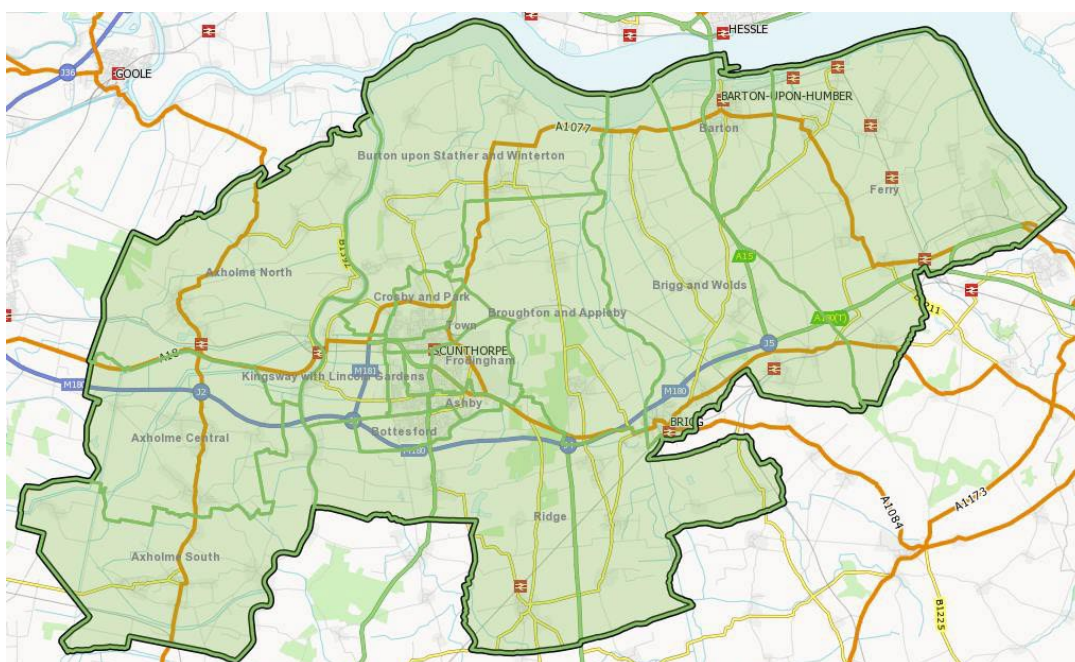 HESSLE
J36
GOOLE
BARTON-UPON-HUMBER
A1077
Barton
Burton upon Stather and Winterton
Ferry
B1392
A15
Axholme North
Brigg and Wolds
Crosby and Park
Broughton and Appleby
Town
A18
SCUNTHORPE
Frodingham
J5
M180
Kingsway with Lincoln Gardens
M181
M180
J2
Ashby
Axholme Central
Bottesford
BRIGG
M180
Ridge
A1173
A1084
Axholme South
B1225